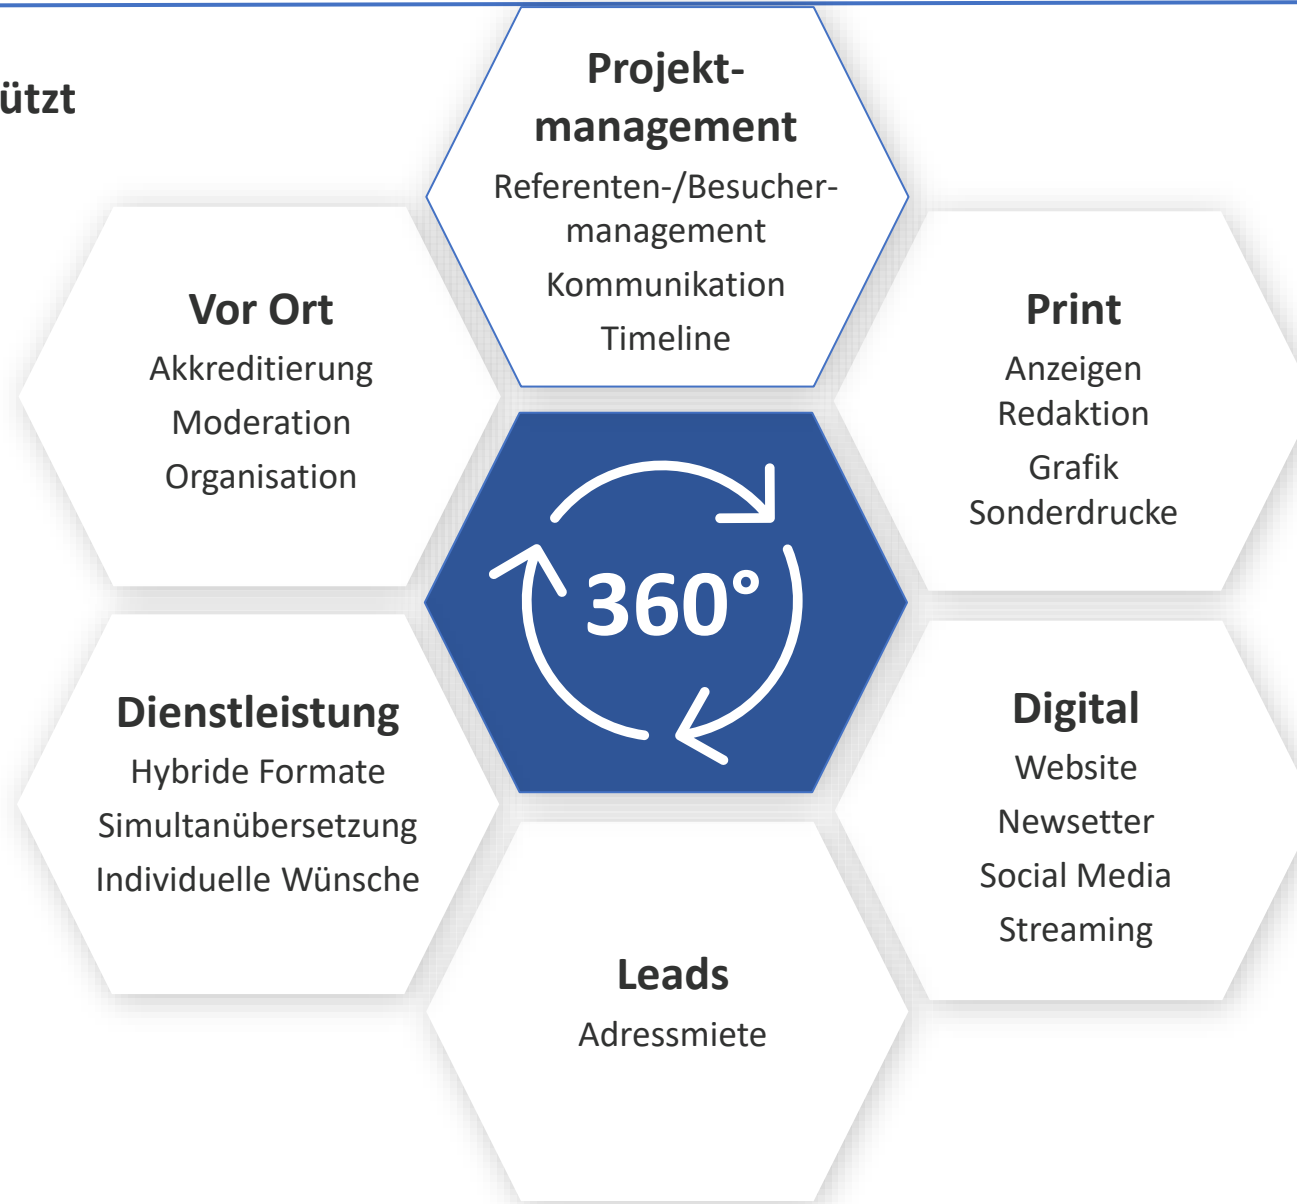 ützt
Projekt-
management
Referenten-/Besucher-
management
Kommunikation
Timeline
Vor Ort
Akkreditierung
Moderation
Organisation
Print
Anzeigen
Redaktion
Grafik
Sonderdrucke
360°
Dienstleistung
Hybride Formate
Simultanübersetzung
Individuelle Wünsche
Digital
Website
Newsetter
Social Media
Streaming
Leads
Adressmiete